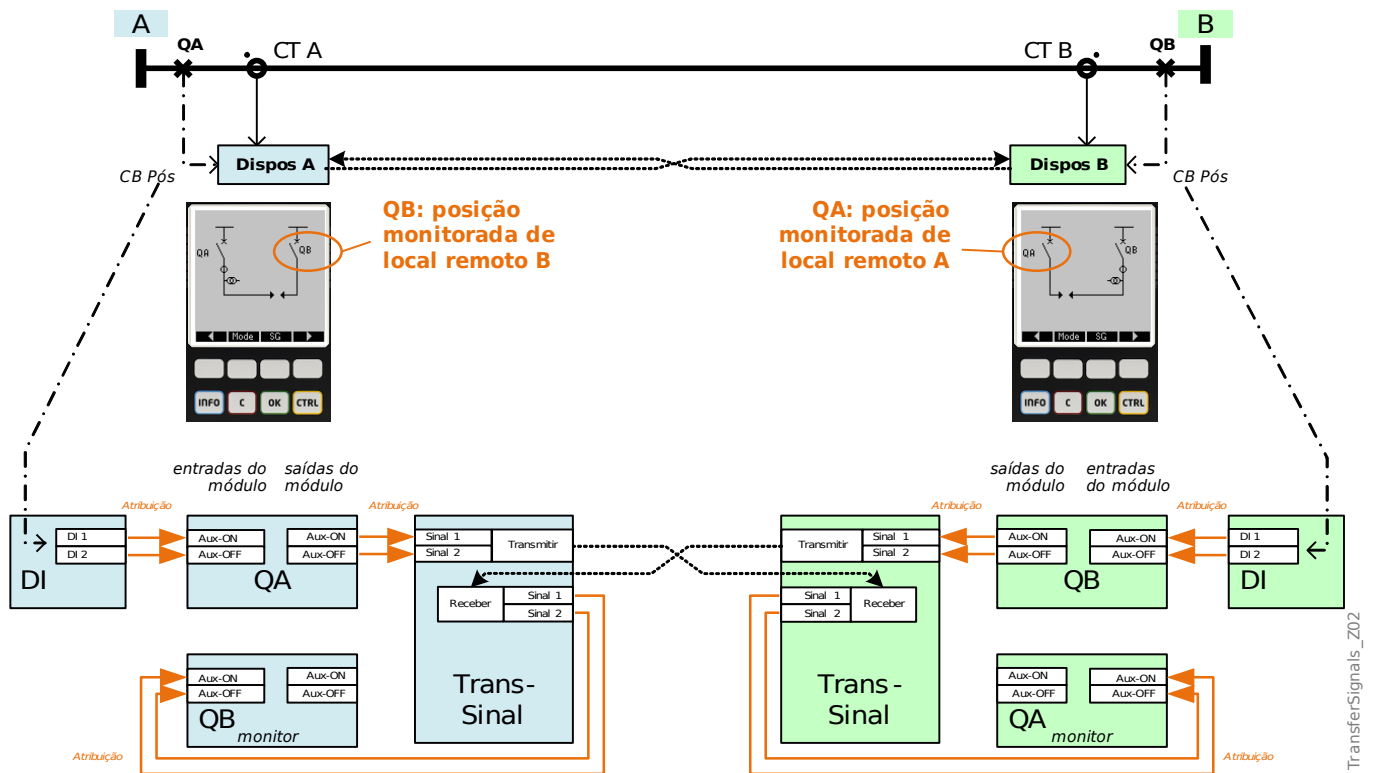 A
B
QA
CT A
CT B
QB
Dispos A
Dispos B
CB Pós
CB Pós
QB: posição
monitorada de
local remoto B
QA: posição
monitorada de
local remoto A
QA
QB
Mode
SG
INFO
C
OK
CTRL
QA
QB
Mode
SG
INFO
C
OK
CTRL
entradas do
módulo
saídas do
módulo
saídas do
módulo
entradas
do módulo
Atribuição
Atribuição
Atribuição
Atribuição
DI 1
DI 2
DI
Aux-ON
Aux-OFF
Aux-ON
Aux-OFF
QA
Sinal 1
Sinal 2
Transmitir
Receber
Sinal 1
Sinal 2
Trans-
Sinal
Transmitir
Sinal 1
Sinal 2
Sinal 1
Sinal 2
Receber
Trans-
Sinal
Aux-ON
Aux-OFF
Aux-ON
Aux-OFF
QB
DI 1
DI 2
DI
Aux-ON
Aux-OFF
Aux-ON
Aux-OFF
QB
monitor
Aux-ON
Aux-OFF
Aux-ON
Aux-OFF
QA
monitor
Atribuição
Atribuição
TransferSignals_Z02